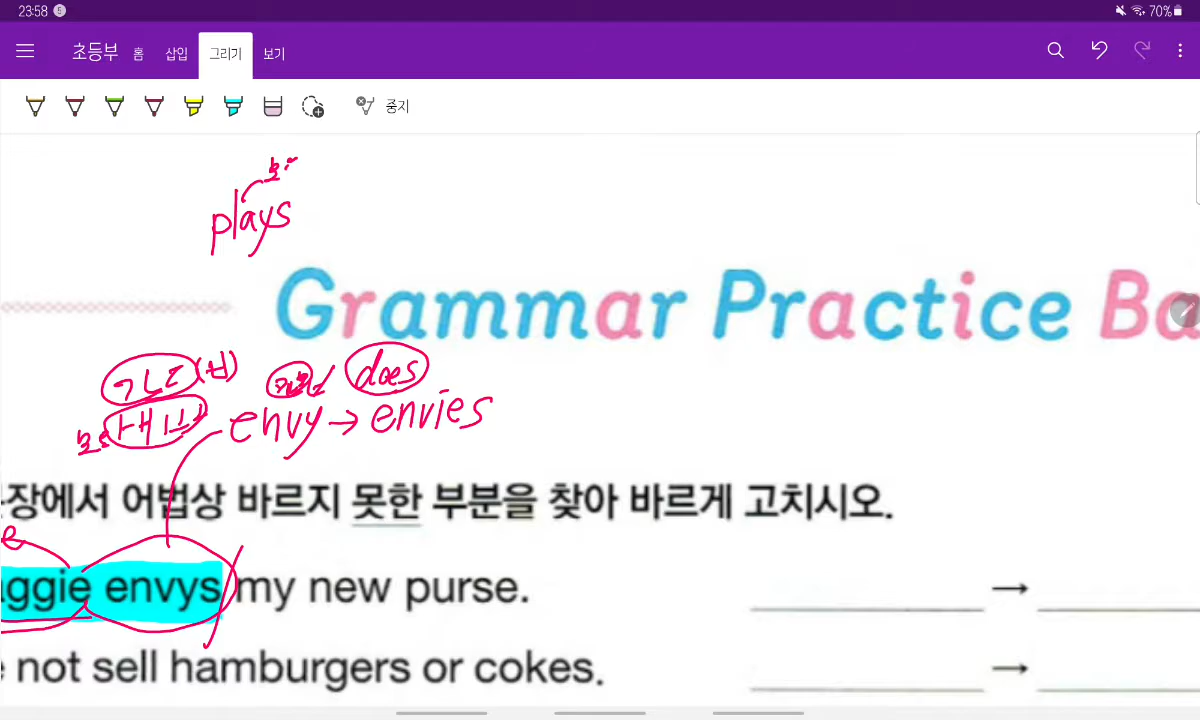 23:58 5 70%
초등부 홈 삽입 그리기 보기
중지
plays
Grammar Practice Ba
does
envy → envies
장에서 어법상 바르지 못한 부분을 찾아 바르게 고치시오.
e
aggie envys my new purse. →
e not sell hamburgers or cokes. →